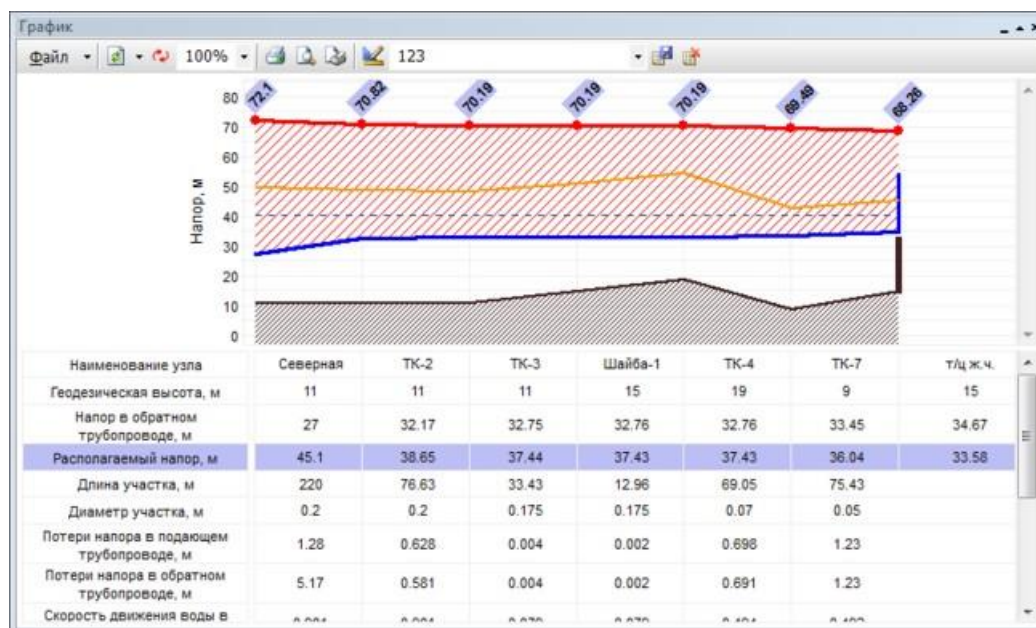 График
Файл 100% 123
72.1 70.82 70.19 70.19 70.19 69.49 68.26
80
70
60
50
40
30
20
10
0
Напор, м
Наименование узла Северная ТК-2 ТК-3 Шайба-1 ТК-4 ТК-7 т/ц ж.ч.
Геодезическая высота, м 11 11 11 15 19 9 15
Напор в обратном
трубопроводе, м 27 32.17 32.75 32.76 32.76 33.45 34.67
Располагаемый напор, м 45.1 38.65 37.44 37.43 37.43 36.04 33.58
Длина участка, м 220 76.63 33.43 12.96 69.05 75.43
Диаметр участка, м 0.2 0.2 0.175 0.175 0.07 0.05
Потери напора в подающем
трубопроводе, м 1.28 0.628 0.004 0.002 0.698 1.23
Потери напора в обратном
трубопроводе, м 5.17 0.581 0.004 0.002 0.691 1.23
Скорость движения воды в